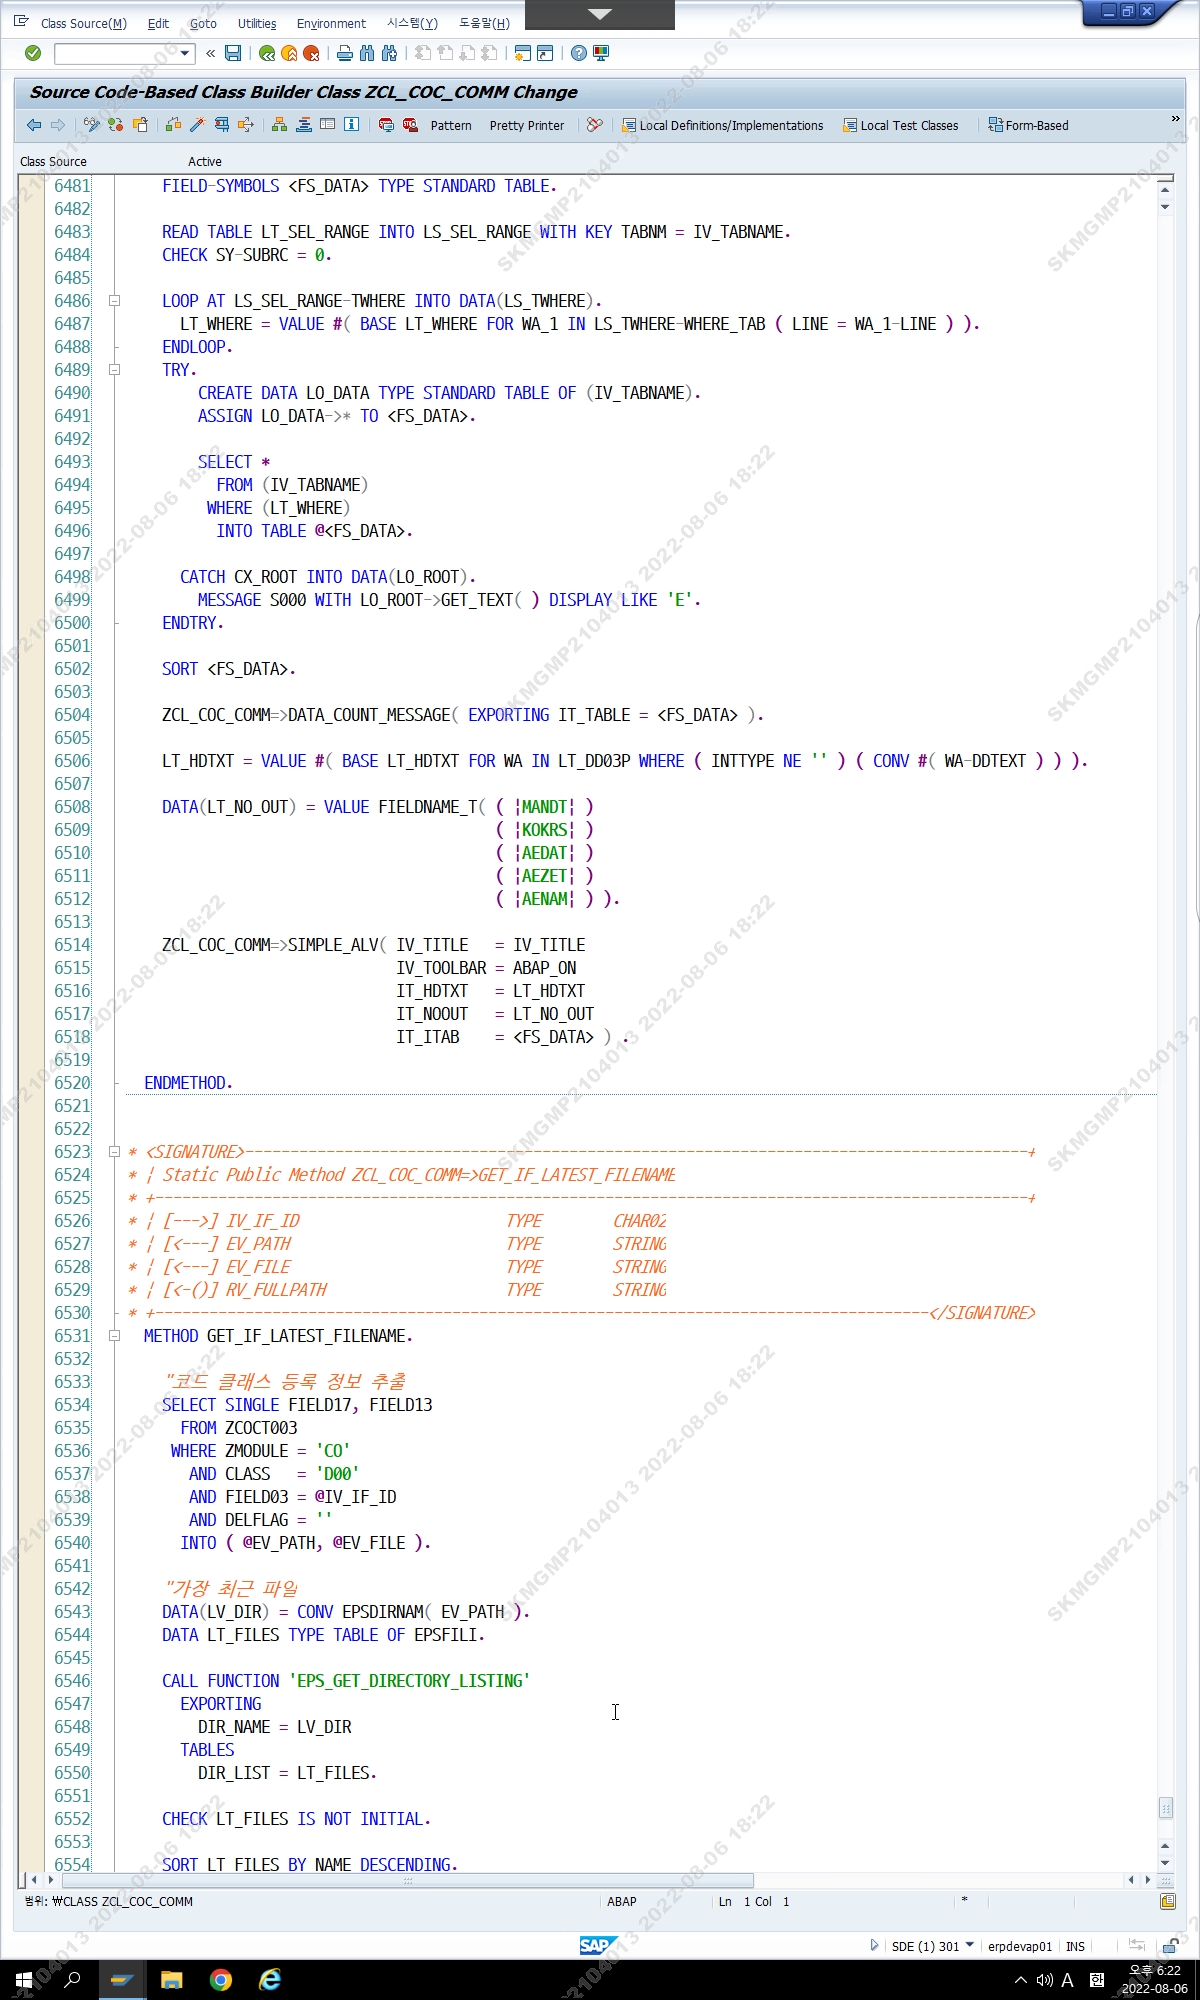 Class Source(M) Edit Goto Utilities Environment 시스템(Y) 도움말(H)
Source Code-Based Class Builder Class ZCL_COC_COMM Change
Pattern Pretty Printer Local Definitions/Implementations Local Test Classes Form-Based »
Class Source Active
6481 FIELD-SYMBOLS <FS_DATA> TYPE STANDARD TABLE.
6482
6483 READ TABLE LT_SEL_RANGE INTO LS_SEL_RANGE WITH KEY TABNM = IV_TABNAME.
6484 CHECK SY-SUBRC = 0.
6485
6486 LOOP AT LS_SEL_RANGE-TWHERE INTO DATA(LS_TWHERE).
6487 LT_WHERE = VALUE #( BASE LT_WHERE FOR WA_1 IN LS_TWHERE-WHERE_TAB ( LINE = WA_1-LINE ) ).
6488 ENDLOOP.
6489 TRY.
6490 CREATE DATA LO_DATA TYPE STANDARD TABLE OF (IV_TABNAME).
6491 ASSIGN LO_DATA->* TO <FS_DATA>.
6492
6493 SELECT *
6494 FROM (IV_TABNAME)
6495 WHERE (LT_WHERE)
6496 INTO TABLE @<FS_DATA>.
6497
6498 CATCH CX_ROOT INTO DATA(LO_ROOT).
6499 MESSAGE S000 WITH LO_ROOT->GET_TEXT( ) DISPLAY LIKE 'E'.
6500 ENDTRY.
6501
6502 SORT <FS_DATA>.
6503
6504 ZCL_COC_COMM=>DATA_COUNT_MESSAGE( EXPORTING IT_TABLE = <FS_DATA> ).
6505
6506 LT_HDTXT = VALUE #( BASE LT_HDTXT FOR WA IN LT_DD03P WHERE ( INTTYPE NE '' ) ( CONV #( WA-DDTEXT ) ) ).
6507
6508 DATA(LT_NO_OUT) = VALUE FIELDNAME_T( ( |MANDT| )
6509 ( |KOKRS| )
6510 ( |AEDAT| )
6511 ( |AEZET| )
6512 ( |AENAM| ) ).
6513
6514 ZCL_COC_COMM=>SIMPLE_ALV( IV_TITLE = IV_TITLE
6515 IV_TOOLBAR = ABAP_ON
6516 IT_HDTXT = LT_HDTXT
6517 IT_NOOUT = LT_NO_OUT
6518 IT_ITAB = <FS_DATA> ) .
6519
6520 ENDMETHOD.
6521
6522
6523 * <SIGNATURE>---------------------------------------------------------------------------------------+
6524 * | Static Public Method ZCL_COC_COMM=>GET_IF_LATEST_FILENAME
6525 * +-------------------------------------------------------------------------------------------------+
6526 * | [--->] IV_IF_ID TYPE CHAR02
6527 * | [<---] EV_PATH TYPE STRING
6528 * | [<---] EV_FILE TYPE STRING
6529 * | [<-()] RV_FULLPATH TYPE STRING
6530 * +--------------------------------------------------------------------------------------</SIGNATURE>
6531 METHOD GET_IF_LATEST_FILENAME.
6532
6533 "코드 클래스 등록 정보 추출
6534 SELECT SINGLE FIELD17, FIELD13
6535 FROM ZCOCT003
6536 WHERE ZMODULE = 'CO'
6537 AND CLASS = 'D00'
6538 AND FIELD03 = @IV_IF_ID
6539 AND DELFLAG = ''
6540 INTO ( @EV_PATH, @EV_FILE ).
6541
6542 "가장 최근 파일
6543 DATA(LV_DIR) = CONV EPSDIRNAM( EV_PATH ).
6544 DATA LT_FILES TYPE TABLE OF EPSFILI.
6545
6546 CALL FUNCTION 'EPS_GET_DIRECTORY_LISTING'
6547 EXPORTING
6548 DIR_NAME = LV_DIR
6549 TABLES
6550 DIR_LIST = LT_FILES.
6551
6552 CHECK LT_FILES IS NOT INITIAL.
6553
6554 SORT LT_FILES BY NAME DESCENDING.
범위: ₩CLASS ZCL_COC_COMM ABAP Ln 1 Col 1 *
SAP SDE (1) 301 erpdevap01 INS
A 한 오후 6:22
2022-08-06
SKMGMP2104013 2022-08-06 18:22